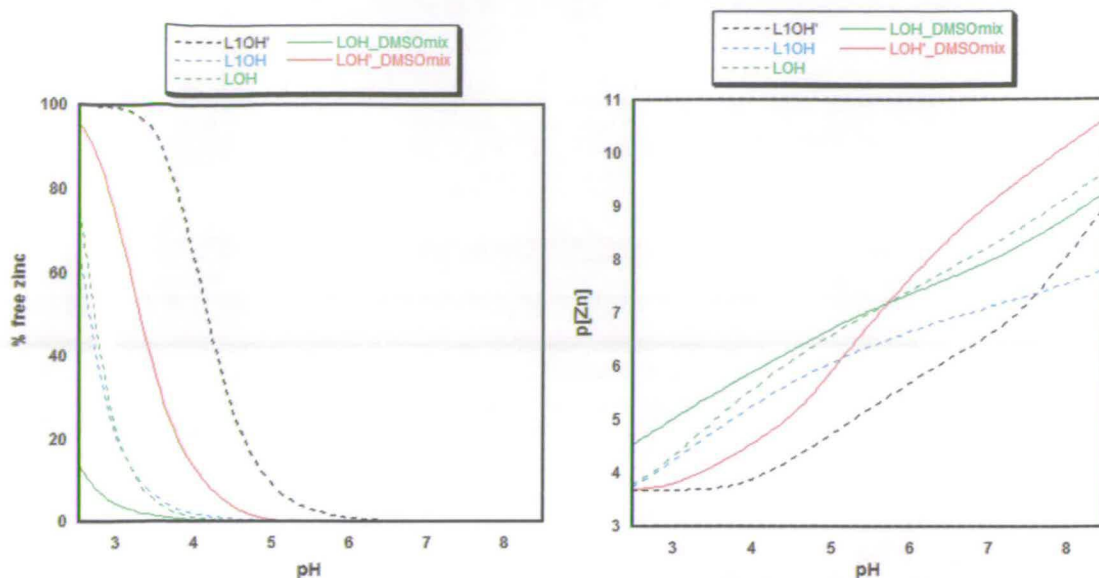 L1OH' LOH_DMSOmix
L1OH LOH'_DMSOmix
LOH
100
80
60
40
20
0
% free zinc
3 4 5 6 7 8
pH
L1OH' LOH_DMSOmix
L1OH LOH'_DMSOmix
LOH
11
10
9
8
7
6
5
4
3
p[Zn]
3 4 5 6 7 8
pH